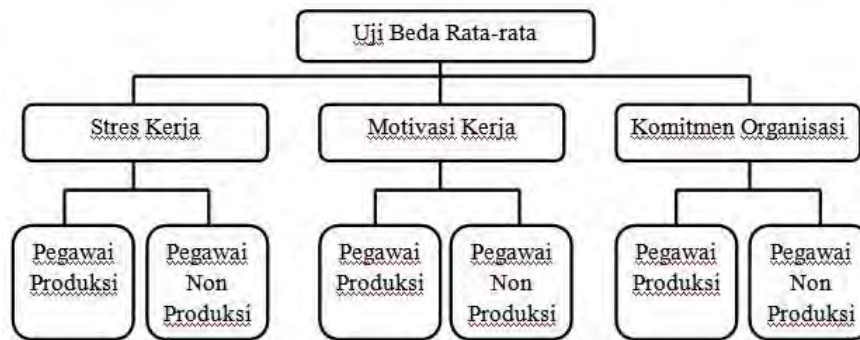 Uji Beda Rata-rata
Stres Kerja
Motivasi Kerja
Komitmen Organisasi
Pegawai
Produksi
Pegawai
Non
Produksi
Pegawai
Produksi
Pegawai
Non
Produksi
Pegawai
Produksi
Pegawai
Non
Produksi